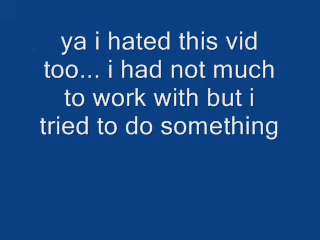 ya i hated this vid
too... i had not much
to work with but i
tried to do something